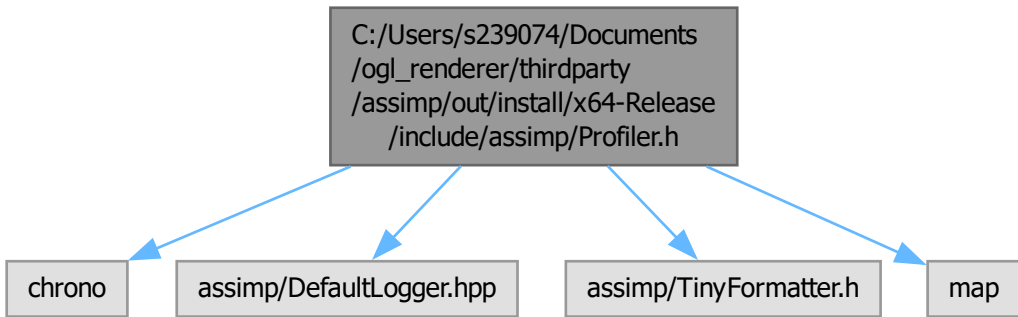 C:/Users/s239074/Documents
/ogl_renderer/thirdparty
/assimp/out/install/x64-Release
/include/assimp/Profiler.h
chrono
assimp/DefaultLogger.hpp
assimp/TinyFormatter.h
map